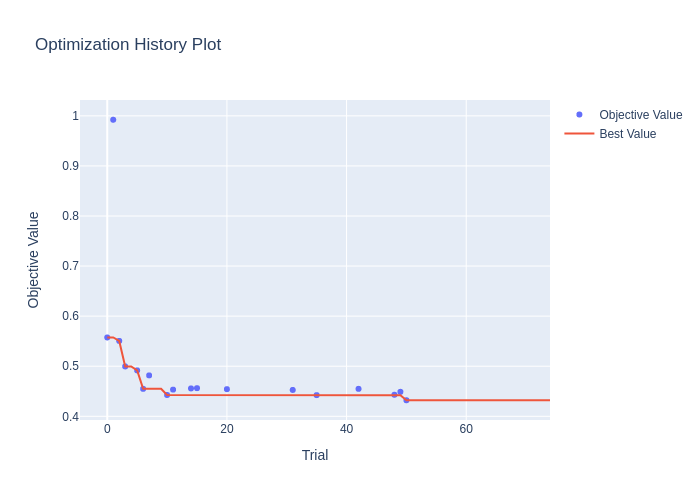 Optimization History Plot
Objective Value
Best Value
1
0.9
0.8
0.7
0.6
0.5
0.4
Objective Value
0
20
40
60
Trial